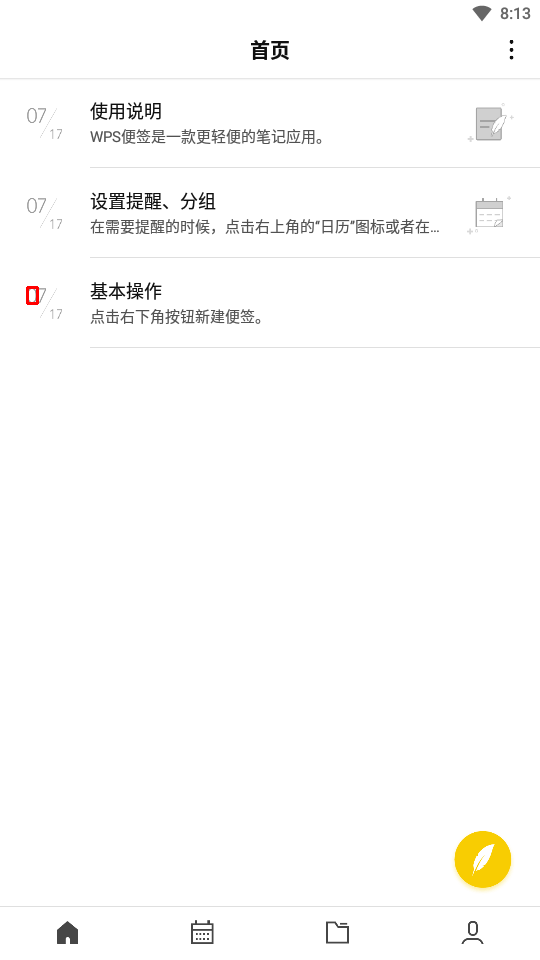 8:13
首页
07/17
使用说明
WPS便签是一款更轻便的笔记应用。
07/17
设置提醒、分组
在需要提醒的时候，点击右上角的“日历”图标或者在...
07/17
基本操作
点击右下角按钮新建便签。